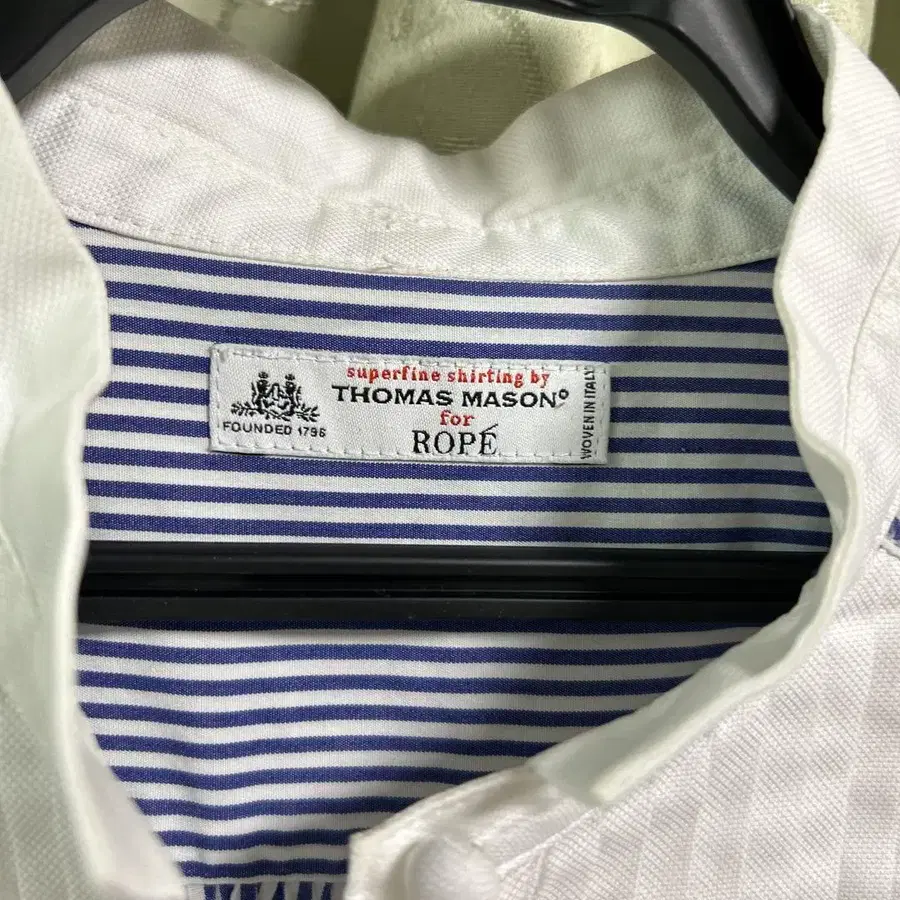 superfine shirting by
THOMAS MASON°
for
ROPÉ
FOUNDED 1796
WOVEN IN ITALY